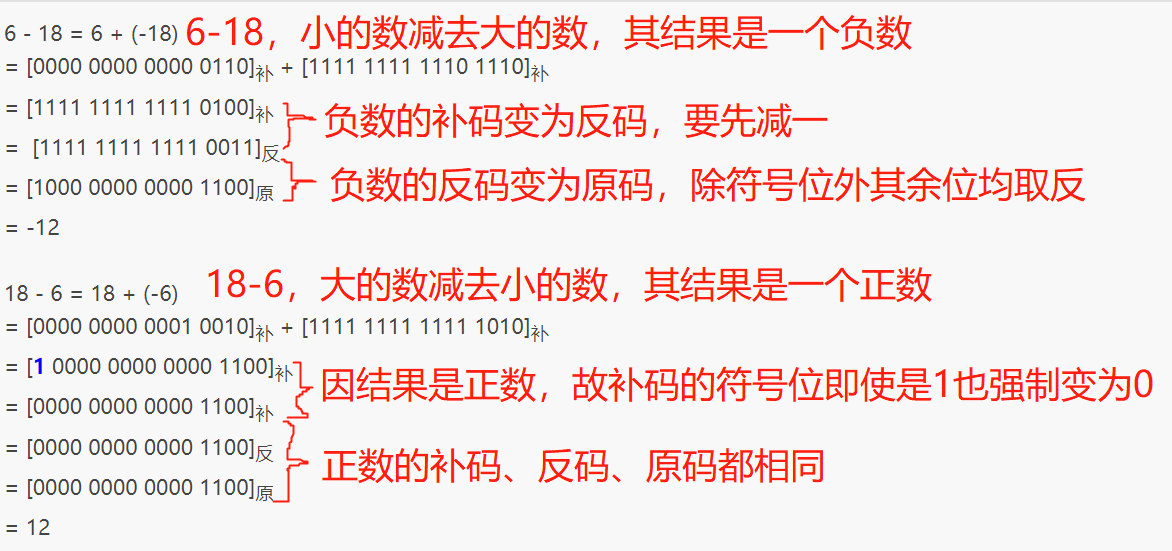 6 - 18 = 6 + (-18) 6-18，小的数减去大的数，其结果是一个负数
= [0000 0000 0000 0110]补 + [1111 1111 1110 1110]补
= [1111 1111 1111 0100]补
负数的补码变为反码，要先减一
= [1111 1111 1111 0011]反
= [1000 0000 0000 1100]原 负数的反码变为原码，除符号位外其余位均取反
= -12
18 - 6 = 18 + (-6) 18-6，大的数减去小的数，其结果是一个正数
= [0000 0000 0001 0010]补 + [1111 1111 1111 1010]补
= [1 0000 0000 0000 1100]补
因结果是正数，故补码的符号位即使是1也强制变为0
= [0000 0000 0000 1100]补
= [0000 0000 0000 1100]反
正数的补码、反码、原码都相同
= [0000 0000 0000 1100]原
= 12